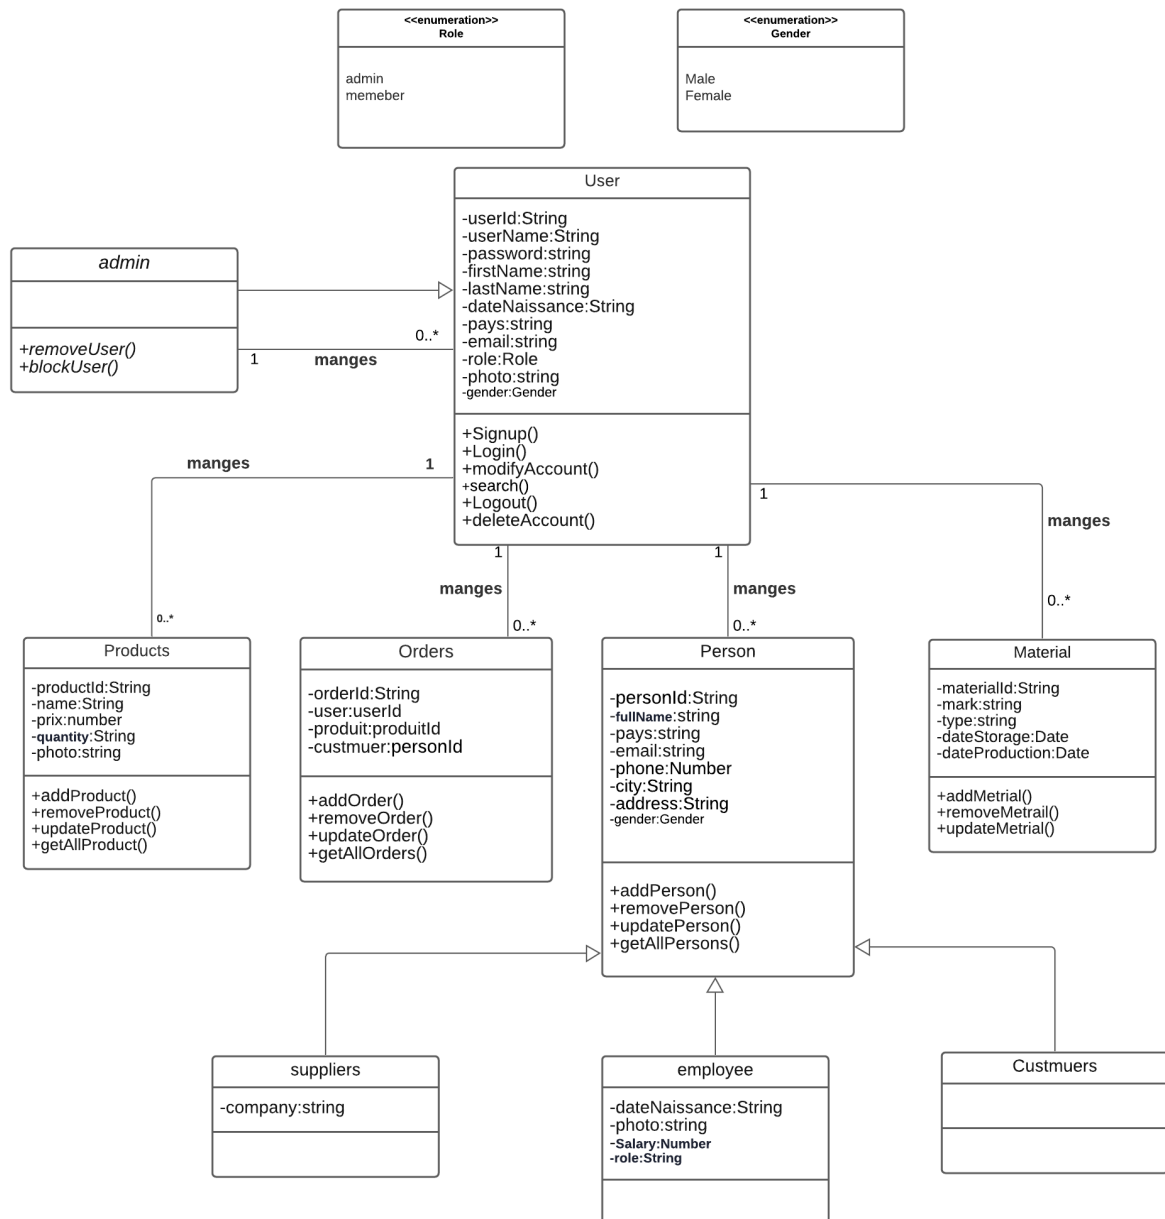 <<enumeration>>
Role
admin
memeber
<<enumeration>>
Gender
Male
Female
User
-userId:String
-userName:String
-password:string
-firstName:string
-lastName:string
-dateNaissance:String
-pays:string
-email:string
-role:Role
-photo:string
-gender:Gender
+Signup()
+Login()
+modifyAccount()
+search()
+Logout()
+deleteAccount()
admin
+removeUser()
+blockUser()
0..*
1
manges
manges
1
0..*
1
manges
0..*
1
manges
0..*
1
manges
0..*
Products
-productId:String
-name:String
-prix:number
-quantity:String
-photo:string
+addProduct()
+removeProduct()
+updateProduct()
+getAllProduct()
Orders
-orderId:String
-user:userId
-produit:produitId
-custmuer:personId
+addOrder()
+removeOrder()
+updateOrder()
+getAllOrders()
Person
-personId:String
-fullName:string
-pays:string
-email:string
-phone:Number
-city:String
-address:String
-gender:Gender
+addPerson()
+removePerson()
+updatePerson()
+getAllPersons()
Material
-materialId:String
-mark:string
-type:string
-dateStorage:Date
-dateProduction:Date
+addMetrial()
+removeMetrail()
+updateMetrial()
suppliers
-company:string
employee
-dateNaissance:String
-photo:string
-Salary:Number
-role:String
Custmuers